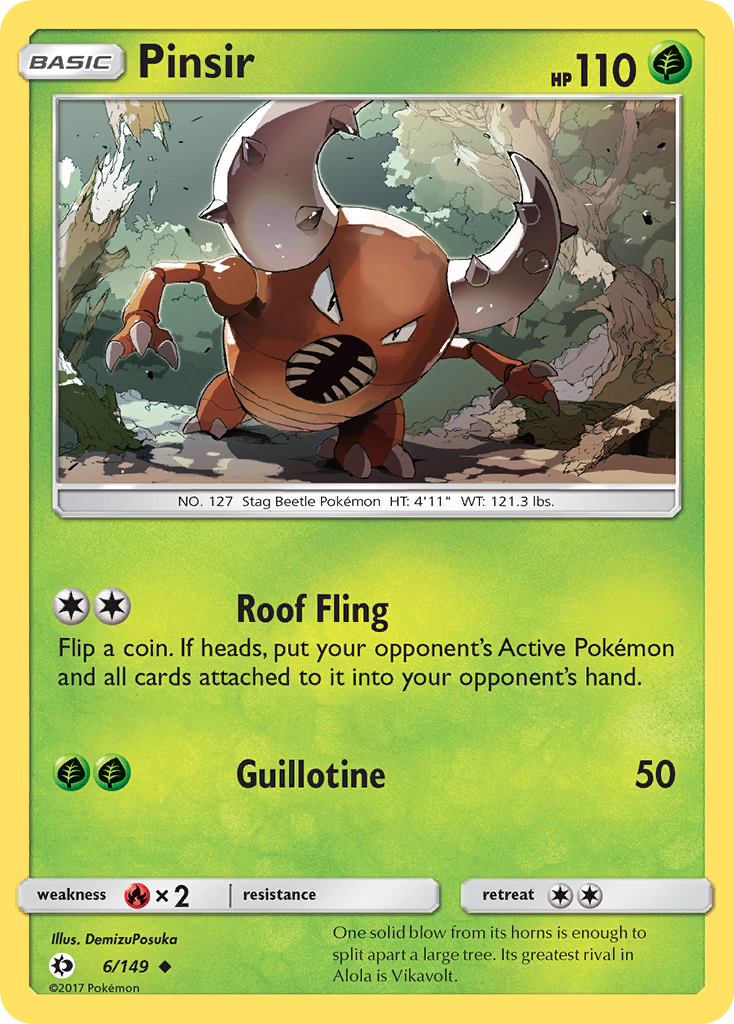 BASIC Pinsir HP 110
NO. 127 Stag Beetle Pokémon HT: 4'11" WT: 121.3 lbs.
Roof Fling
Flip a coin. If heads, put your opponent's Active Pokémon
and all cards attached to it into your opponent's hand.
Guillotine 50
weakness × 2 resistance retreat
Illus. DemizuPosuka
6/149
©2017 Pokémon
One solid blow from its horns is enough to
split apart a large tree. Its greatest rival in
Alola is Vikavolt.